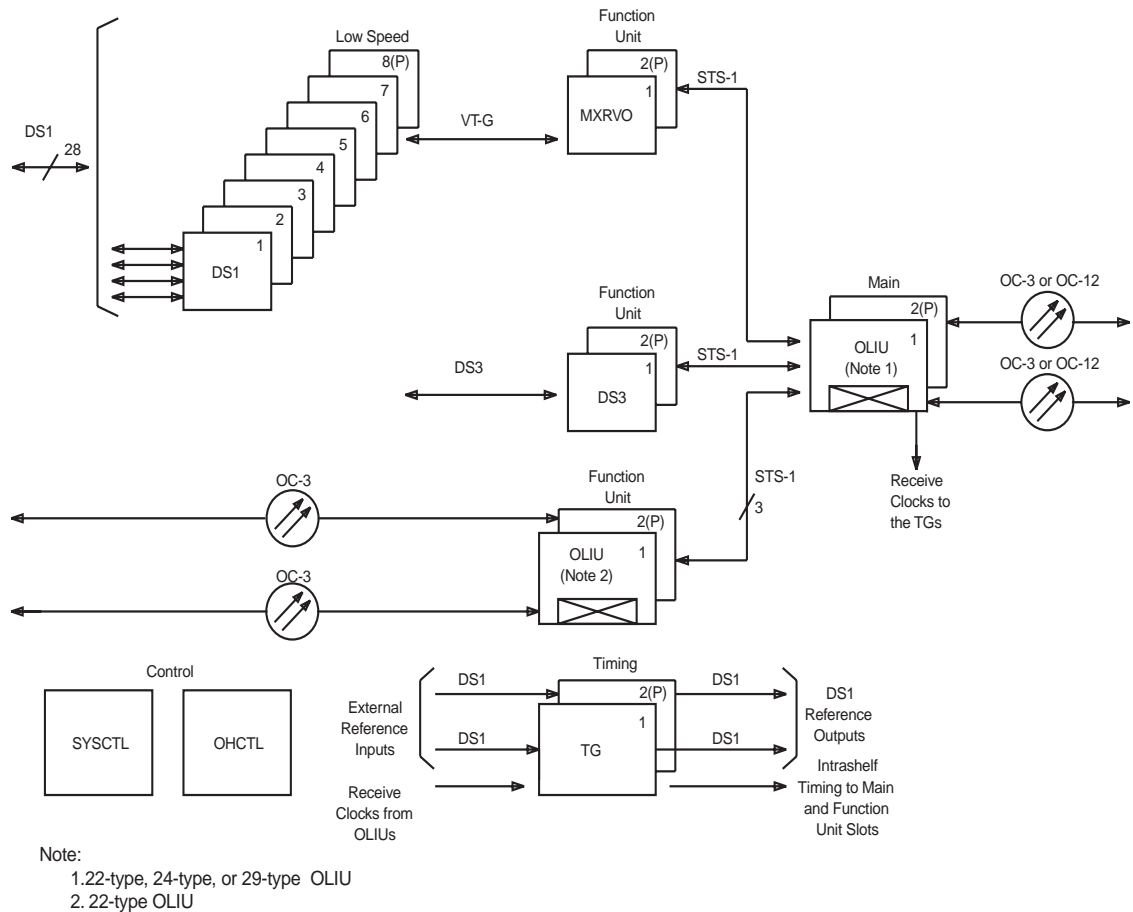 Low Speed
8(P)
7
6
5
4
3
2
1
DS1
DS1
28
VT-G
Function
Unit
2(P)
1
MXRVO
STS-1
Function
Unit
2(P)
1
DS3
DS3
STS-1
Main
2(P)
1
OLIU
(Note 1)
OC-3 or OC-12
OC-3 or OC-12
Receive
Clocks to
the TGs
OC-3
OC-3
Function
Unit
2(P)
1
OLIU
(Note 2)
STS-1
3
Control
SYSCTL
OHCTL
Timing
2(P)
1
TG
External
Reference
Inputs
DS1
DS1
Receive
Clocks from
OLIUs
DS1
DS1
DS1
Reference
Outputs
Intrashelf
Timing to Main
and Function
Unit Slots
Note:
1.22-type, 24-type, or 29-type OLIU
2. 22-type OLIU